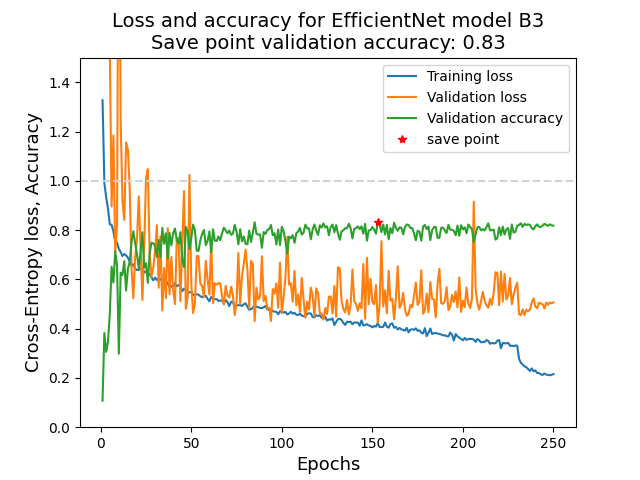 Loss and accuracy for EfficientNet model B3
Save point validation accuracy: 0.83
Training loss
Validation loss
Validation accuracy
save point
Cross-Entropy loss, Accuracy
1.4
1.2
1.0
0.8
0.6
0.4
0.2
0.0
0 50 100 150 200 250
Epochs